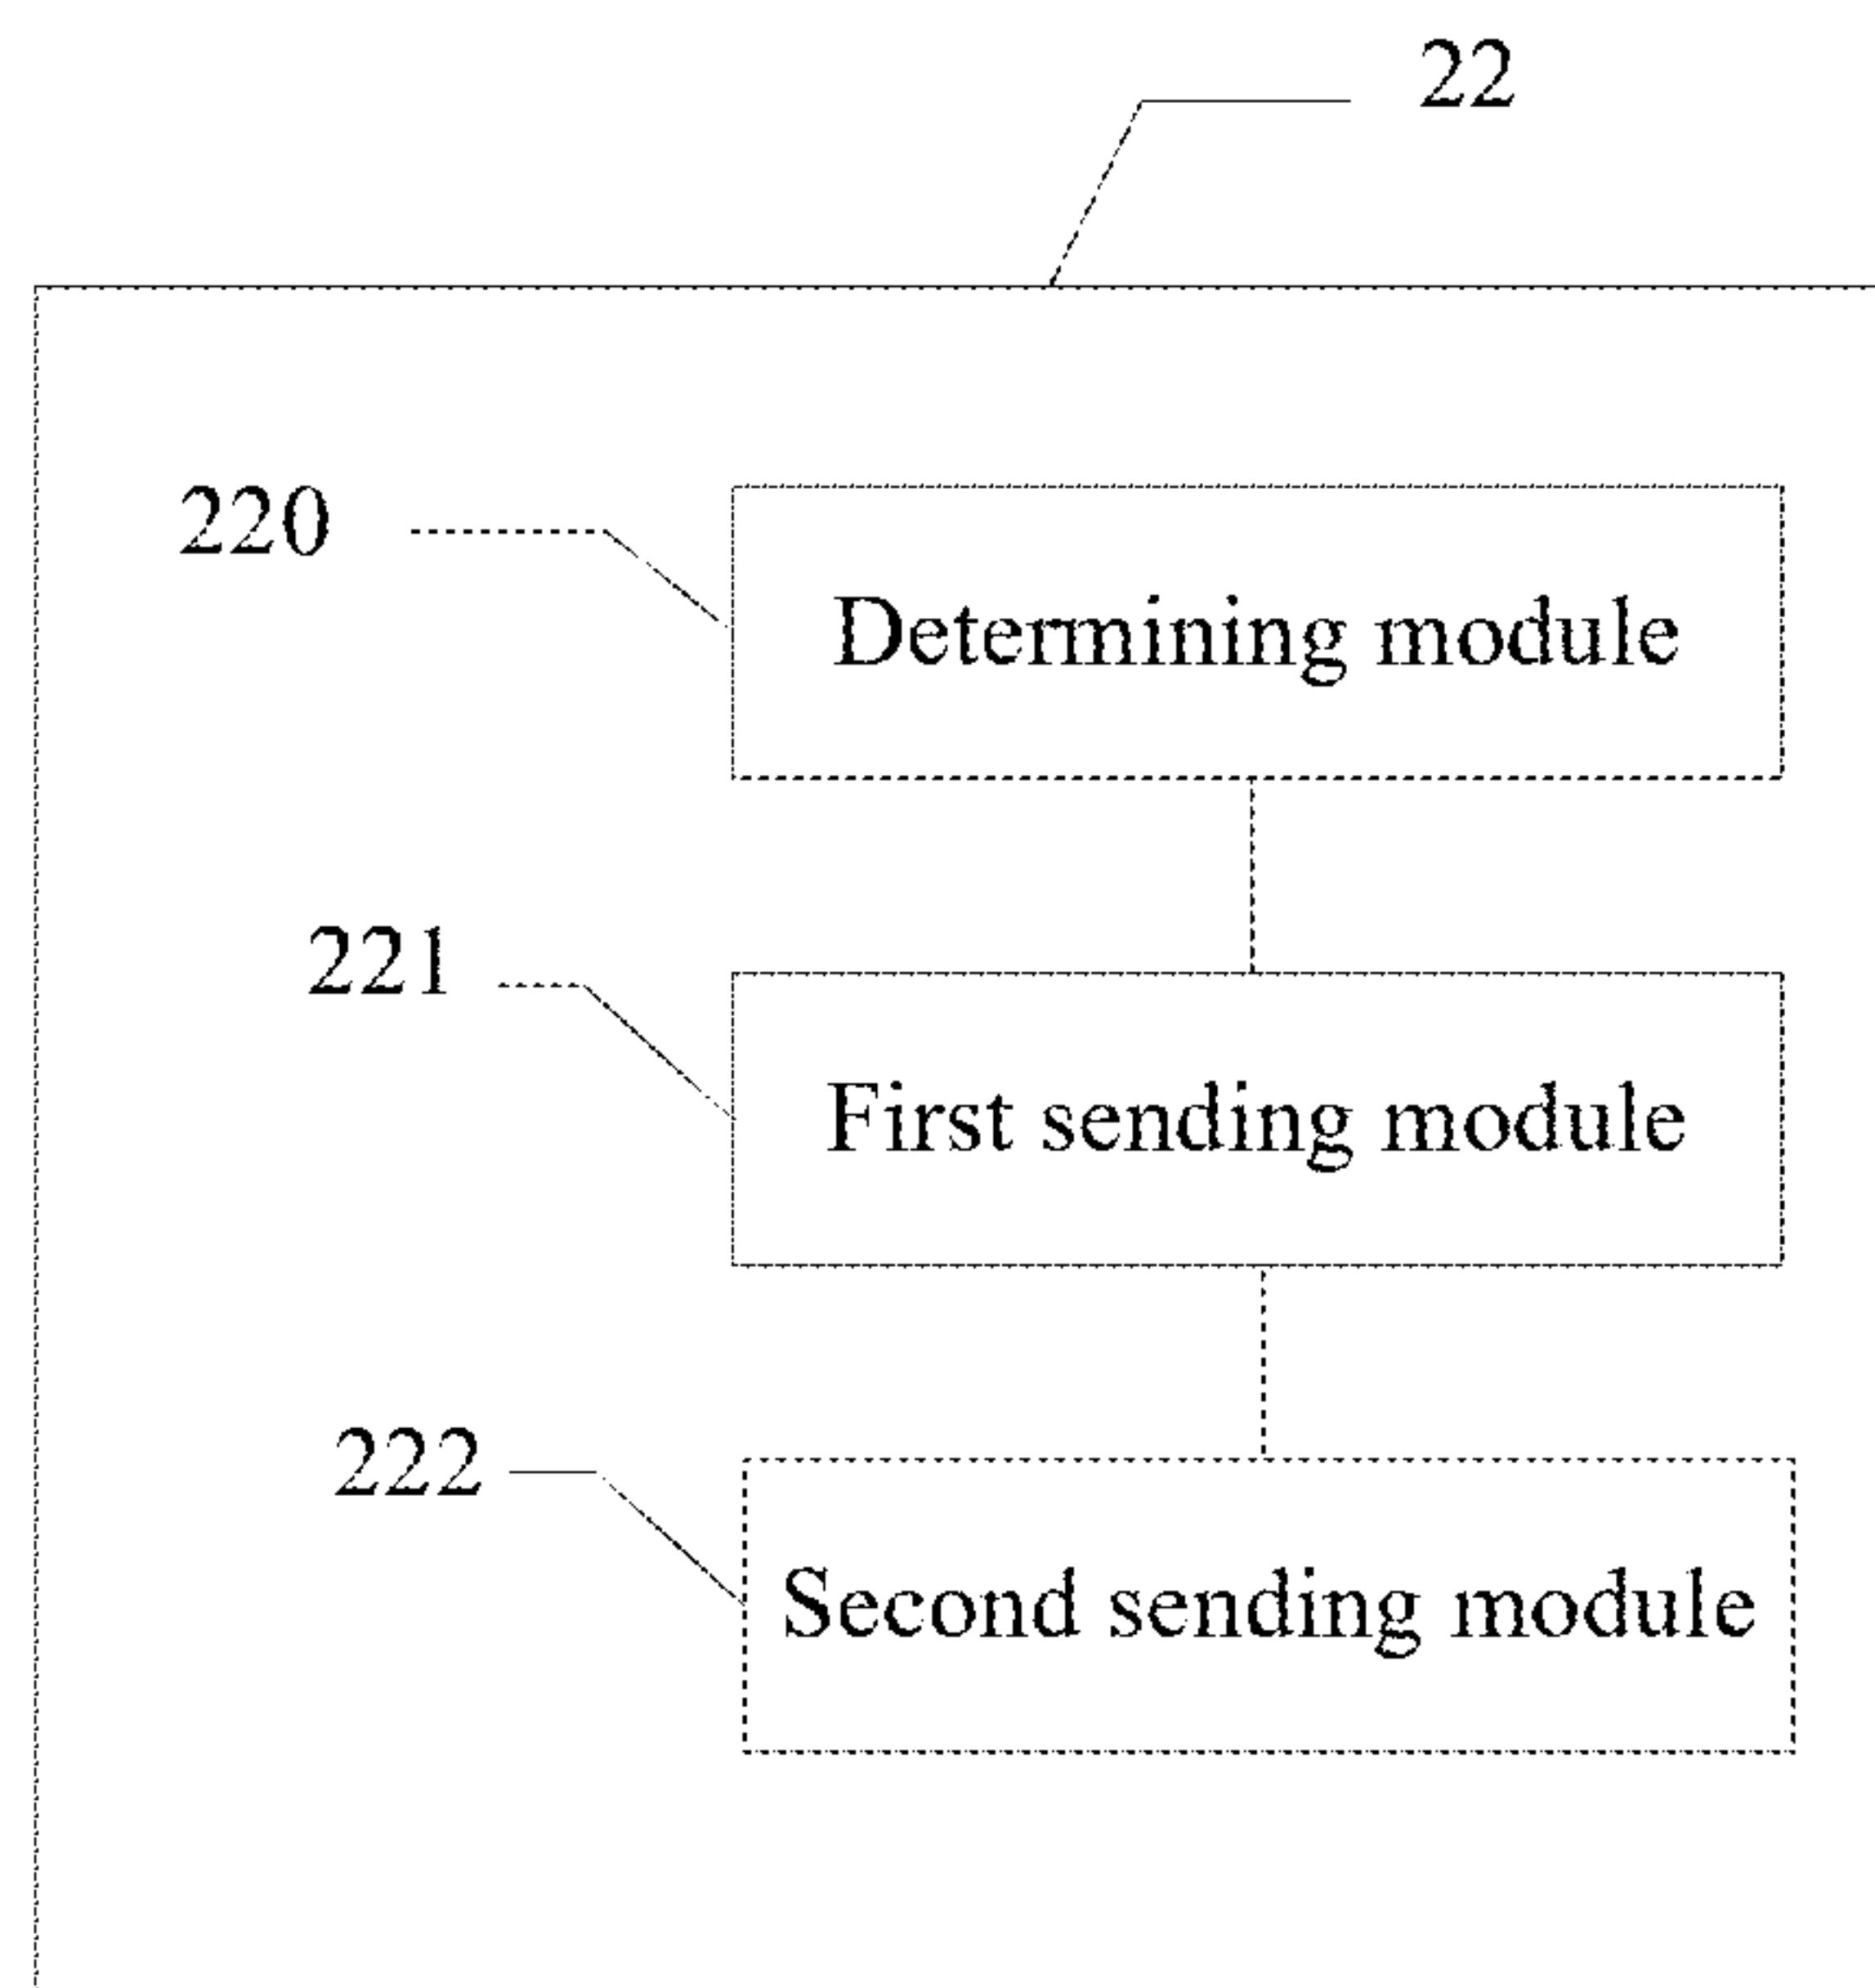 22
220
Determining module
221
First sending module
222
Second sending module